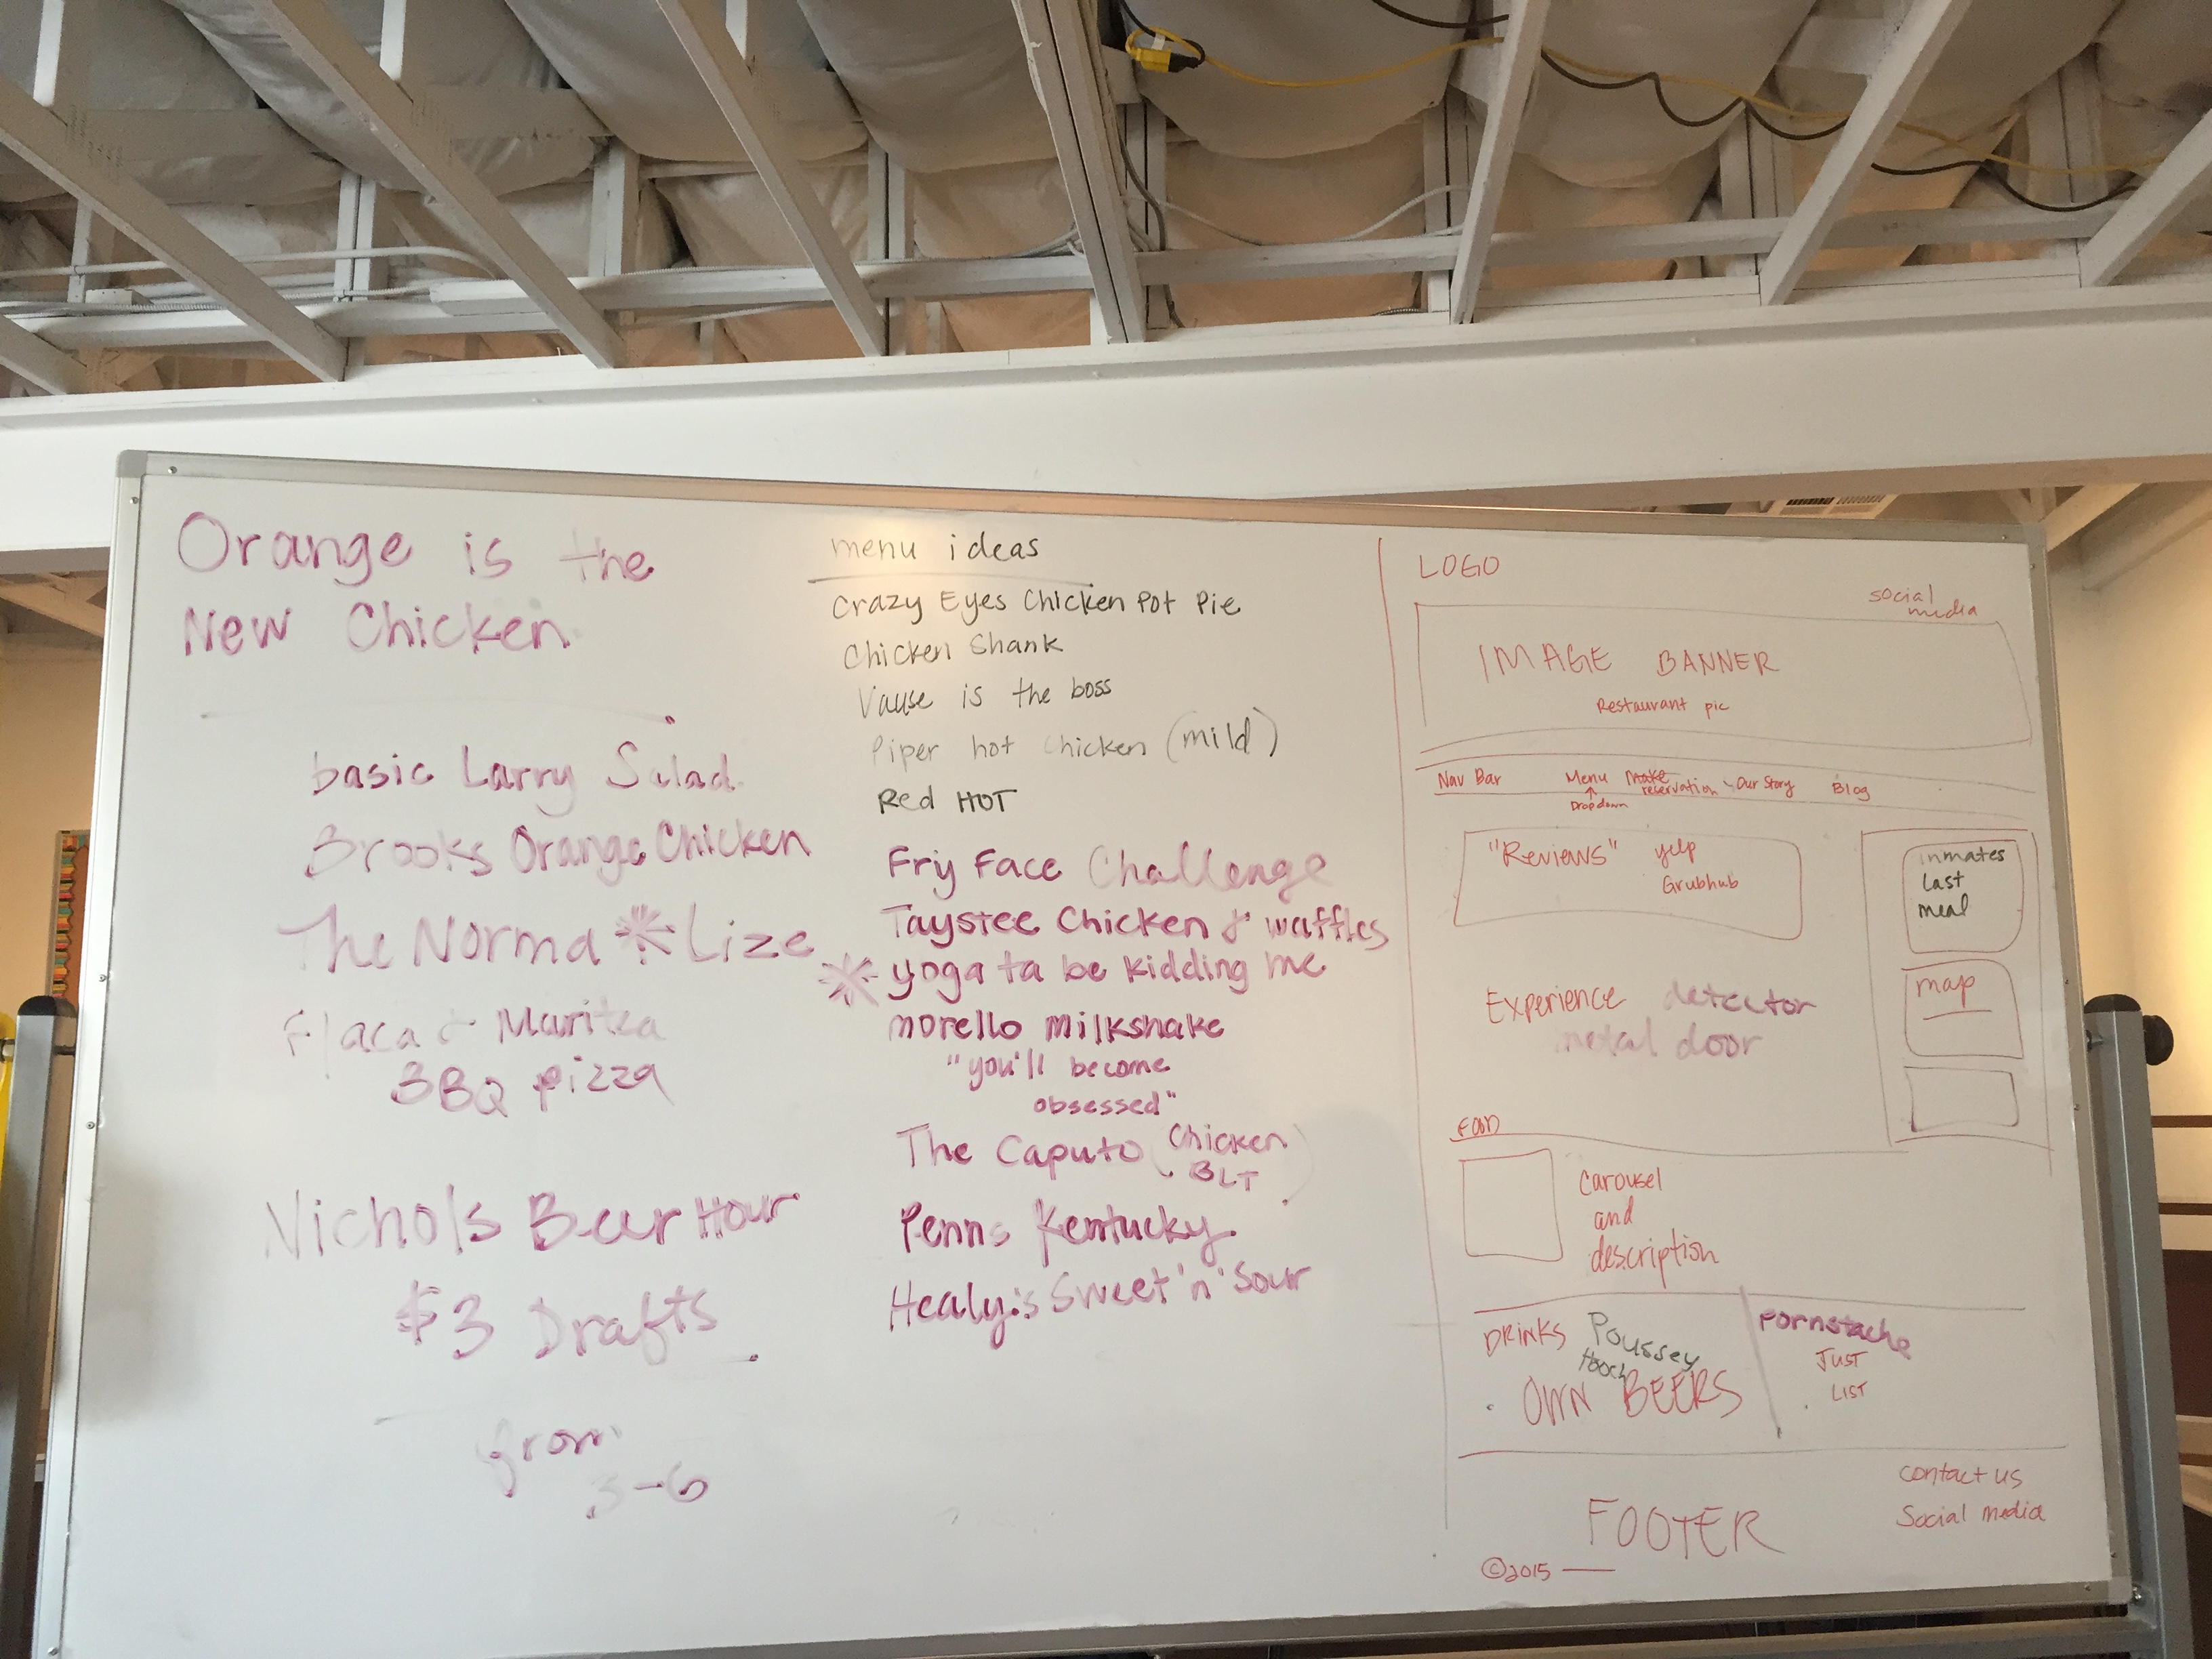 Orange is the
New Chicken
basic Larry Salad
Brooks Orange Chicken
The Norma * Lize
Flaca & Maritza
BBQ pizza
Nichols Beer Hour
$3 Drafts
from
3-6
menu ideas
Crazy Eyes Chicken Pot Pie
Chicken Shank
Vause is the boss
Piper hot chicken (mild)
Red HOT
Fry Face Challenge
Taystee Chicken & waffles
* yoga ta be kidding me
morello milkshake
"you'll become
obsessed"
The Caputo (Chicken
BLT)
Penns Kentucky
Healy's Sweet 'n' Sour
LOGO
social
media
IMAGE BANNER
Restaurant pic
Nav Bar Menu make reservation - Our Story Blog
↑
Dropdown
"Reviews" yelp
Grubhub
inmates
Last
meal
map
Experience detector
metal door
FOOD
Carousel
and
description
DRINKS Poussey
Hooch
· OWN BEERS
Pornstache
JUST
LIST
contact us
Social media
FOOTER
©2015 —